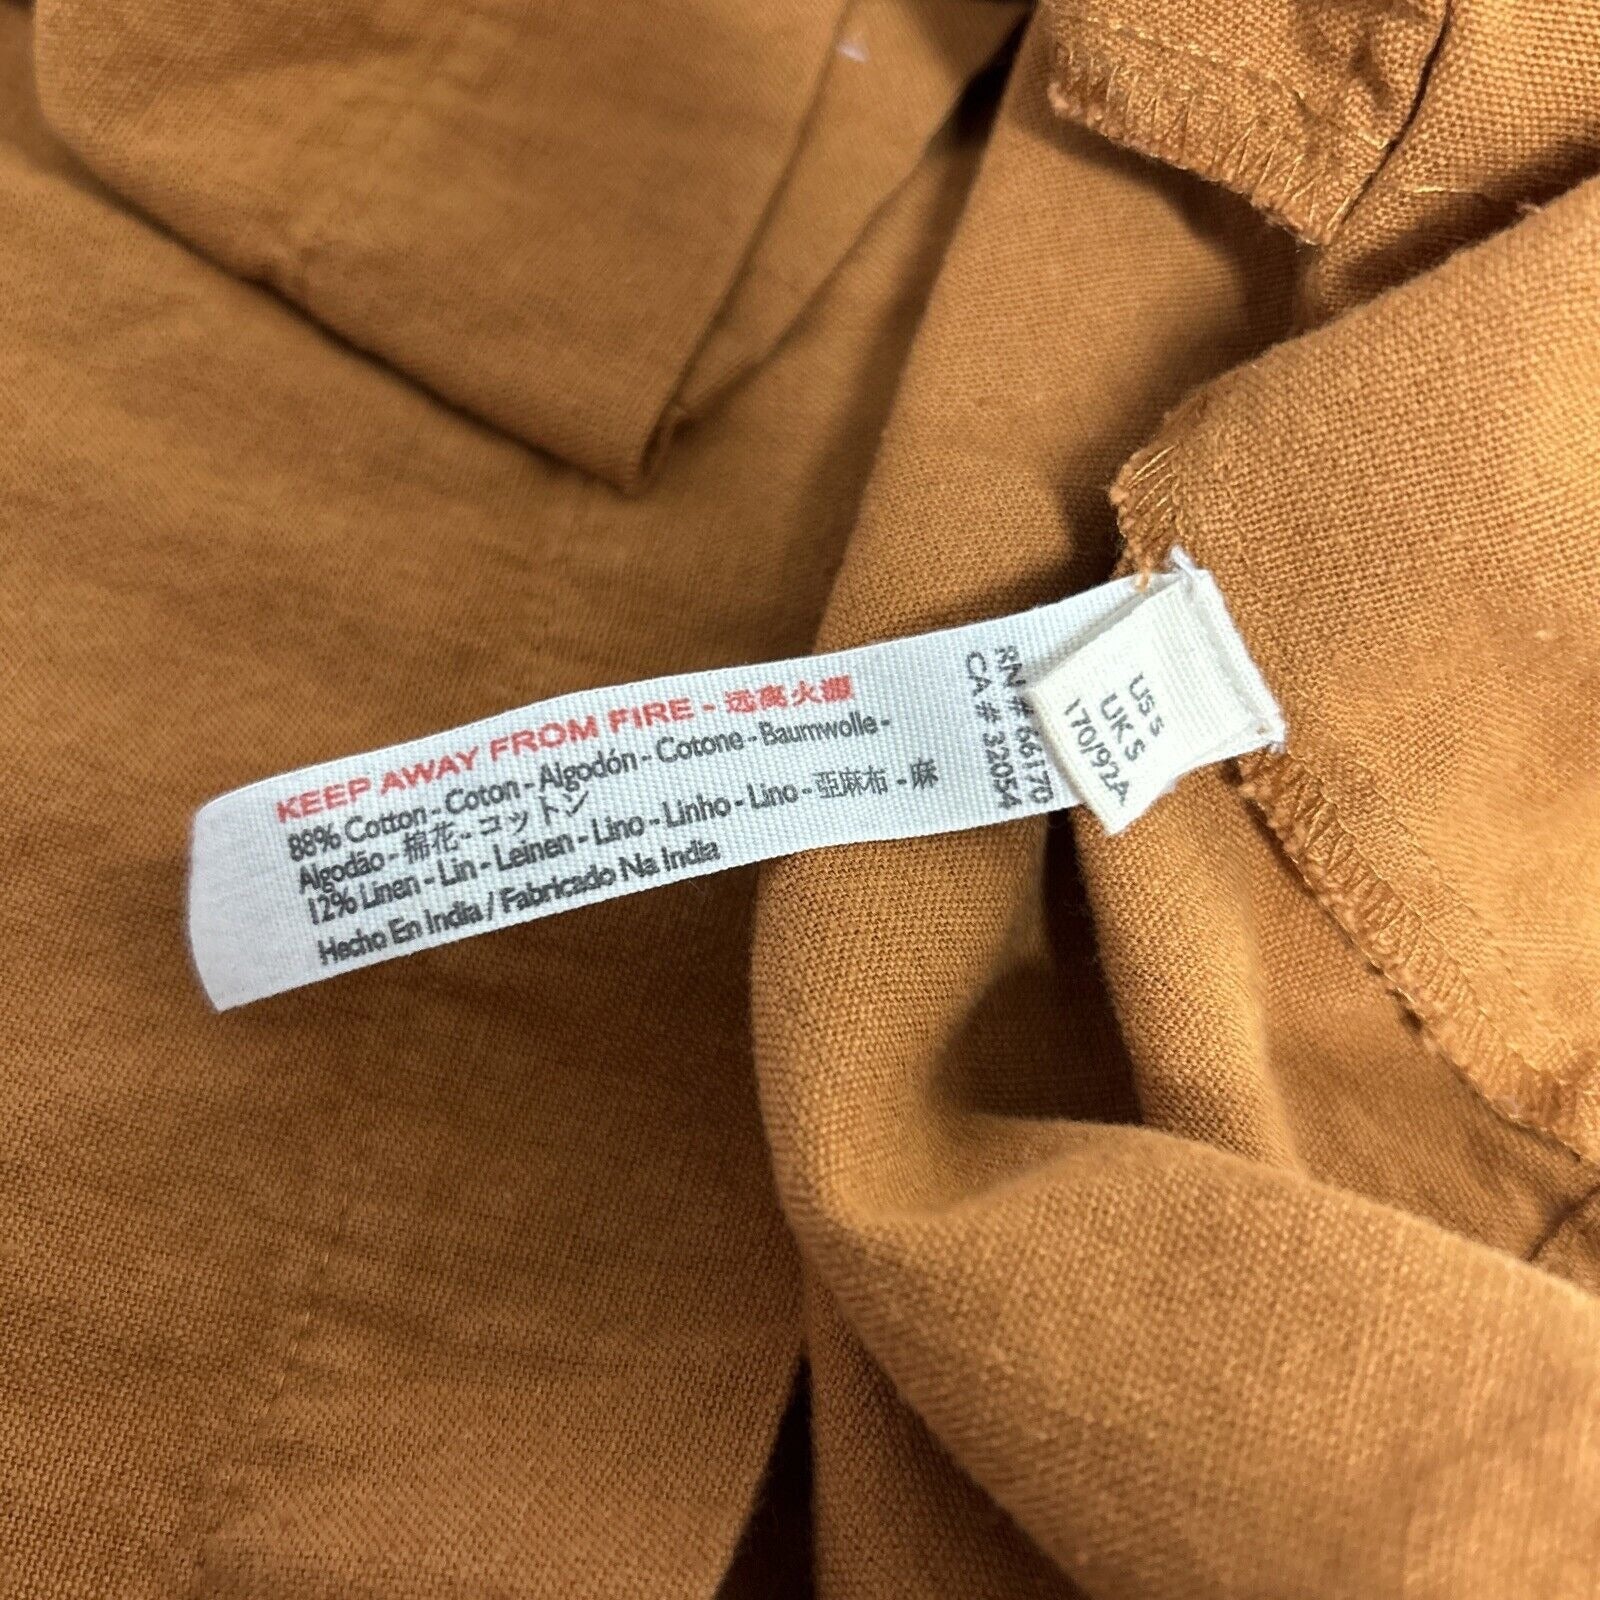 KEEP AWAY FROM FIRE - 远离火源
88% Cotton - Coton - Algodón - Cotone - Baumwolle -
Algodão - 棉花 - コットン
12% Linen - Lin - Leinen - Lino - Linho - Lino - 亞麻布 - 麻
Hecho En India / Fabricado Na India
RN # 66170
CA # 32054
US S
UK S
170/92A